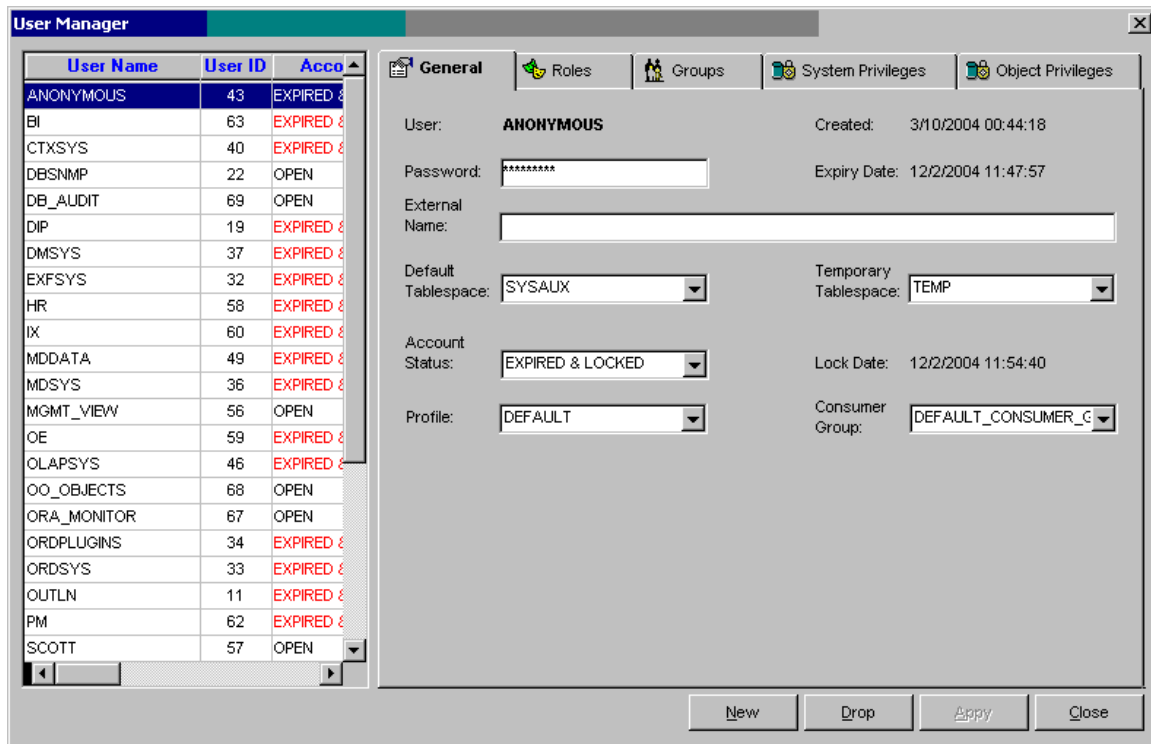 User Manager
User Name User ID Acco
ANONYMOUS 43 EXPIRED &
BI 63 EXPIRED &
CTXSYS 40 EXPIRED &
DBSNMP 22 OPEN
DB_AUDIT 69 OPEN
DIP 19 EXPIRED &
DMSYS 37 EXPIRED &
EXFSYS 32 EXPIRED &
HR 58 EXPIRED &
IX 60 EXPIRED &
MDDATA 49 EXPIRED &
MDSYS 36 EXPIRED &
MGMT_VIEW 56 OPEN
OE 59 EXPIRED &
OLAPSYS 46 EXPIRED &
OO_OBJECTS 68 OPEN
ORA_MONITOR 67 OPEN
ORDPLUGINS 34 EXPIRED &
ORDSYS 33 EXPIRED &
OUTLN 11 EXPIRED &
PM 62 EXPIRED &
SCOTT 57 OPEN
General Roles Groups System Privileges Object Privileges
User: ANONYMOUS Created: 3/10/2004 00:44:18
Password: ********* Expiry Date: 12/2/2004 11:47:57
External
Name:
Default
Tablespace: SYSAUX
Temporary
Tablespace: TEMP
Account
Status: EXPIRED & LOCKED
Lock Date: 12/2/2004 11:54:40
Profile: DEFAULT
Consumer
Group: DEFAULT_CONSUMER_G
New Drop Appy Close